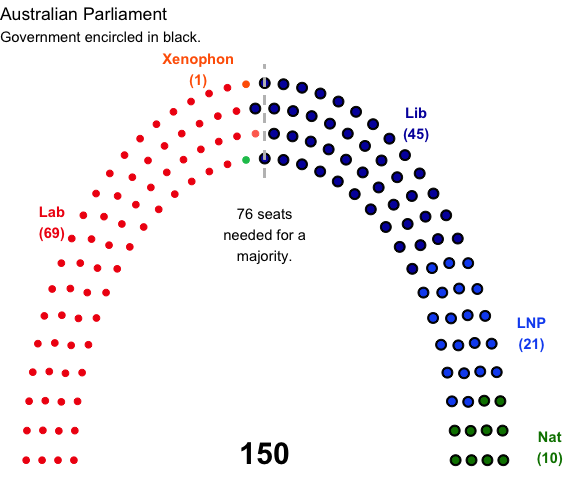 Australian Parliament
Government encircled in black.
Xenophon
(1)
Lib
(45)
Lab
(69)
76 seats
needed for a
majority.
LNP
(21)
150
Nat
(10)